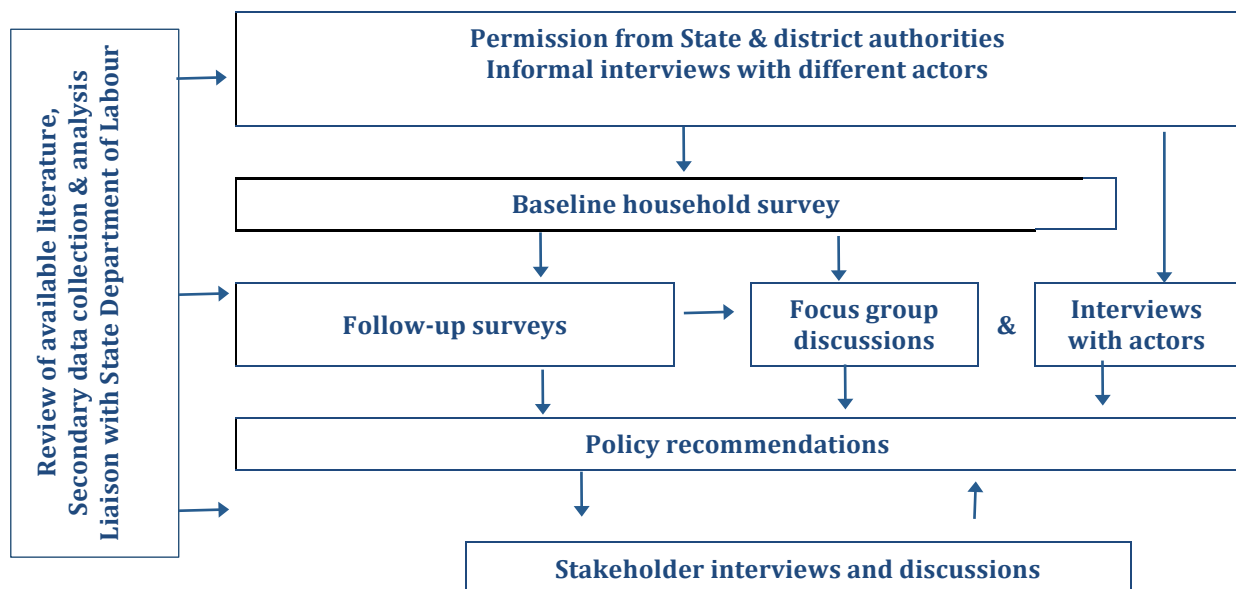 Review of available literature,
Secondary data collection & analysis
Liaison with State Department of Labour
Permission from State & district authorities
Informal interviews with different actors
Baseline household survey
Follow-up surveys
Focus group
discussions
&
Interviews
with actors
Policy recommendations
Stakeholder interviews and discussions